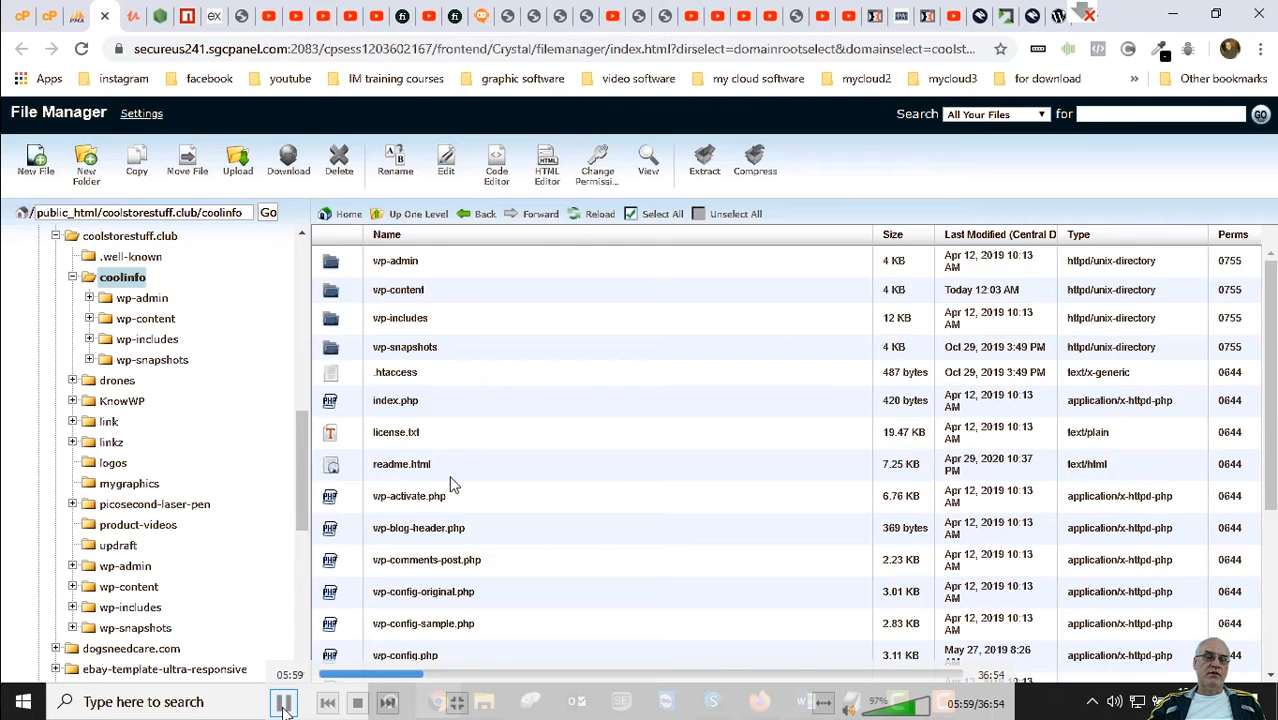 secureus241.sgcpanel.com:2083/cpsess1203602167/frontend/Crystal/filemanager/index.html?dirselect=domainrootselect&domainselect=coolst...
Apps instagram facebook youtube IM training courses graphic software video software my cloud software mycloud2 mycloud3 for download » Other bookmarks
File Manager Settings Search All Your Files for GO
New File New Folder Copy Move File Upload Download Delete Rename Edit Code Editor HTML Editor Change Permissi... View Extract Compress
/ public_html/coolstorestuff.club/coolinfo Go Home Up One Level Back Forward Reload Select All Unselect All
coolstorestuff.club
.well-known
coolinfo
wp-admin
wp-content
wp-includes
wp-snapshots
drones
KnowWP
link
linkz
logos
mygraphics
picosecond-laser-pen
product-videos
updraft
wp-admin
wp-content
wp-includes
wp-snapshots
dogsneedcare.com
ebay-template-ultra-responsive
Name Size Last Modified (Central D Type Perms
wp-admin 4 KB Apr 12, 2019 10:13 AM httpd/unix-directory 0755
wp-content 4 KB Today 12:03 AM httpd/unix-directory 0755
wp-includes 12 KB Apr 12, 2019 10:13 AM httpd/unix-directory 0755
wp-snapshots 4 KB Oct 29, 2019 3:49 PM httpd/unix-directory 0755
.htaccess 487 bytes Oct 29, 2019 3:49 PM text/x-generic 0644
index.php 420 bytes Apr 12, 2019 10:13 AM application/x-httpd-php 0644
license.txt 19.47 KB Apr 12, 2019 10:13 AM text/plain 0644
readme.html 7.25 KB Apr 29, 2020 10:37 PM text/html 0644
wp-activate.php 6.76 KB Apr 12, 2019 10:13 AM application/x-httpd-php 0644
wp-blog-header.php 369 bytes Apr 12, 2019 10:13 AM application/x-httpd-php 0644
wp-comments-post.php 2.23 KB Apr 12, 2019 10:13 AM application/x-httpd-php 0644
wp-config-original.php 3.01 KB Apr 12, 2019 10:13 AM application/x-httpd-php 0644
wp-config-sample.php 2.83 KB Apr 12, 2019 10:13 AM application/x-httpd-php 0644
wp-config.php 3.11 KB May 27, 2019 8:26 AM application/x-httpd-php 0644
05:59 36:54
Type here to search 97% 05:59/36:54